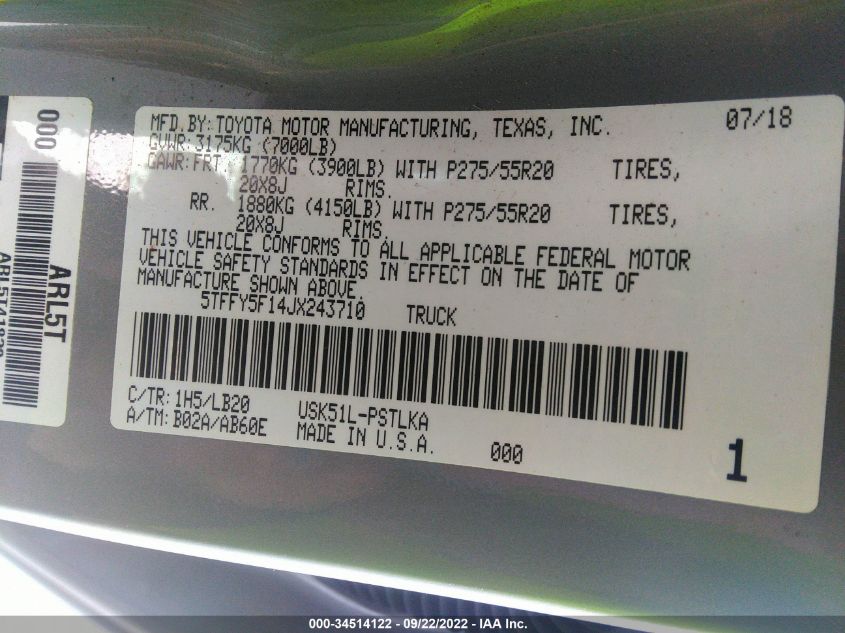 MFD.BY:TOYOTA MOTOR MANUFACTURING, TEXAS, INC. 07/18
GVWR:3175KG (7000LB)
GAWR:FRT. 1770KG (3900LB) WITH P275/55R20 TIRES,
20X8J RIMS.
RR. 1880KG (4150LB) WITH P275/55R20 TIRES,
20X8J RIMS.
THIS VEHICLE CONFORMS TO ALL APPLICABLE FEDERAL MOTOR
VEHICLE SAFETY STANDARDS IN EFFECT ON THE DATE OF
MANUFACTURE SHOWN ABOVE.
5TFFY5F14JX243710 TRUCK
C/TR:1H5/LB20 USK51L-PSTLKA
A/TM:B02A/AB60E MADE IN U.S.A. 000
1
000
ARL5T
000-34514122 - 09/22/2022 - IAA Inc.